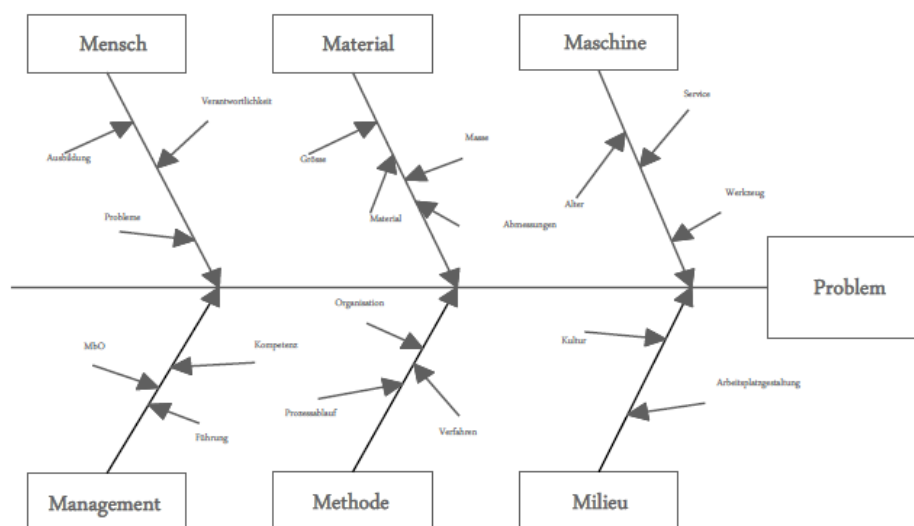 Mensch
Material
Maschine
Verantwortlichkeit
Service
Ausbildung
Grösse
Masse
Werkzeug
Alter
Probleme
Material
Abmessungen
Problem
Organisation
MbO
Kompetenz
Kultur
Arbeitsplatzgestaltung
Prozessablauf
Führung
Verfahren
Management
Methode
Milieu